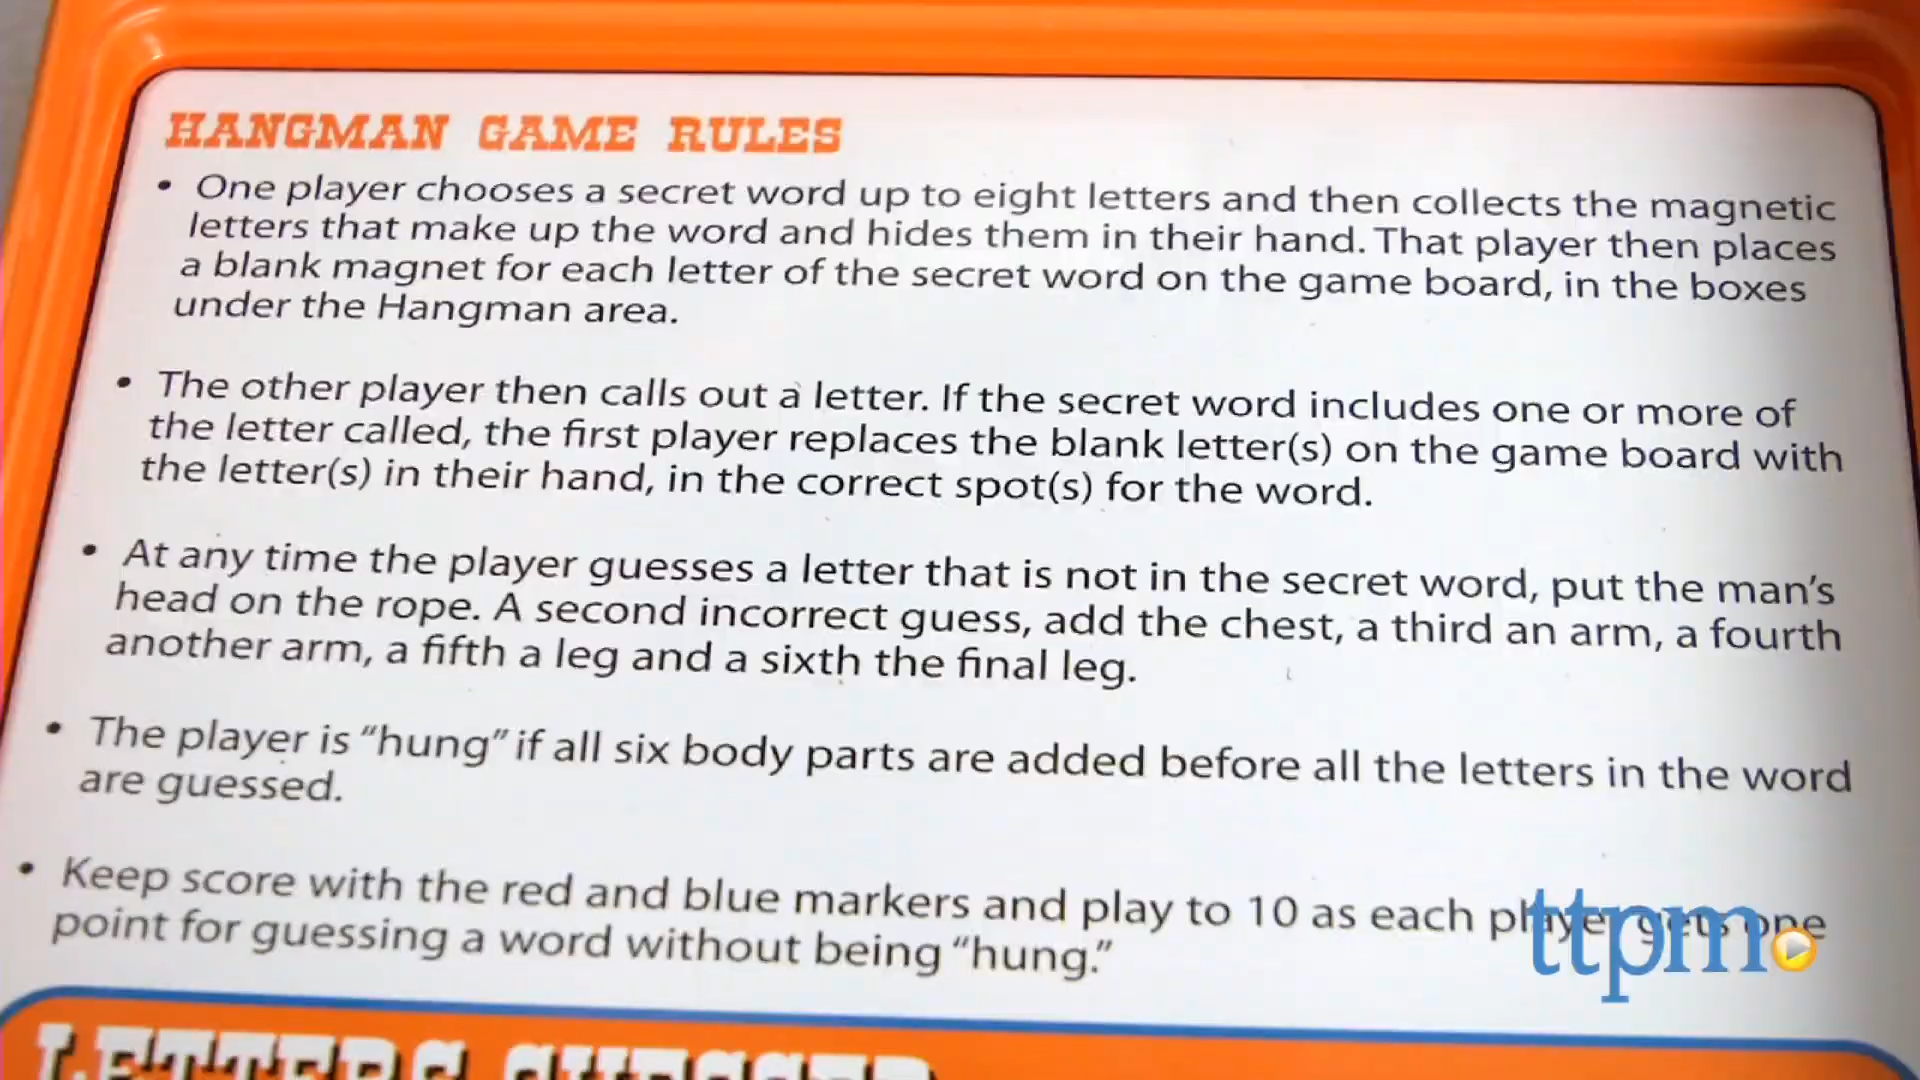 HANGMAN GAME RULES
• One player chooses a secret word up to eight letters and then collects the magnetic
letters that make up the word and hides them in their hand. That player then places
a blank magnet for each letter of the secret word on the game board, in the boxes
under the Hangman area.
• The other player then calls out a letter. If the secret word includes one or more of
the letter called, the first player replaces the blank letter(s) on the game board with
the letter(s) in their hand, in the correct spot(s) for the word.
• At any time the player guesses a letter that is not in the secret word, put the man's
head on the rope. A second incorrect guess, add the chest, a third an arm, a fourth
another arm, a fifth a leg and a sixth the final leg.
• The player is “hung” if all six body parts are added before all the letters in the word
are guessed.
• Keep score with the red and blue markers and play to 10 as each player gets one
point for guessing a word without being “hung.”
ttpm
LETTERS GUESSED